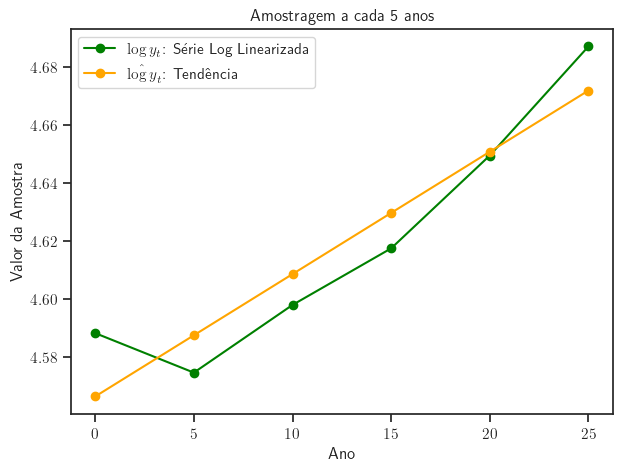 Amostragem a cada 5 anos
log y_t: Série Log Linearizada
log^ y_t: Tendência
Valor da Amostra
4.68
4.66
4.64
4.62
4.60
4.58
0 5 10 15 20 25
Ano